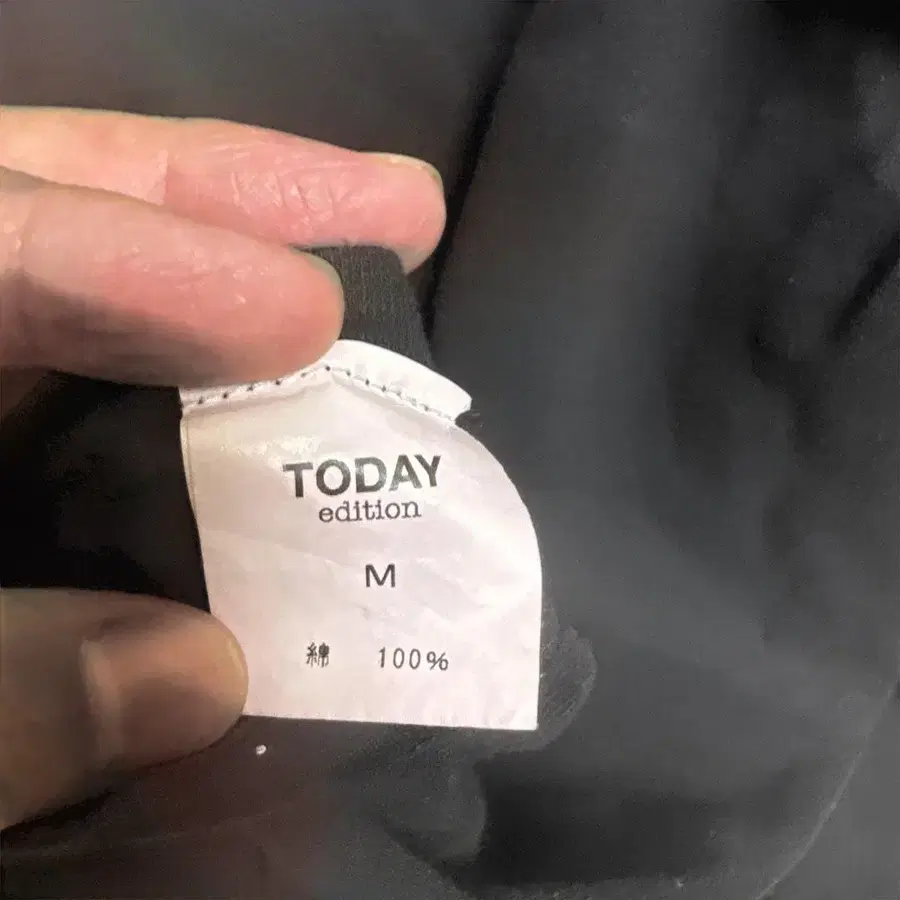 TODAY
edition
M
綿 100%